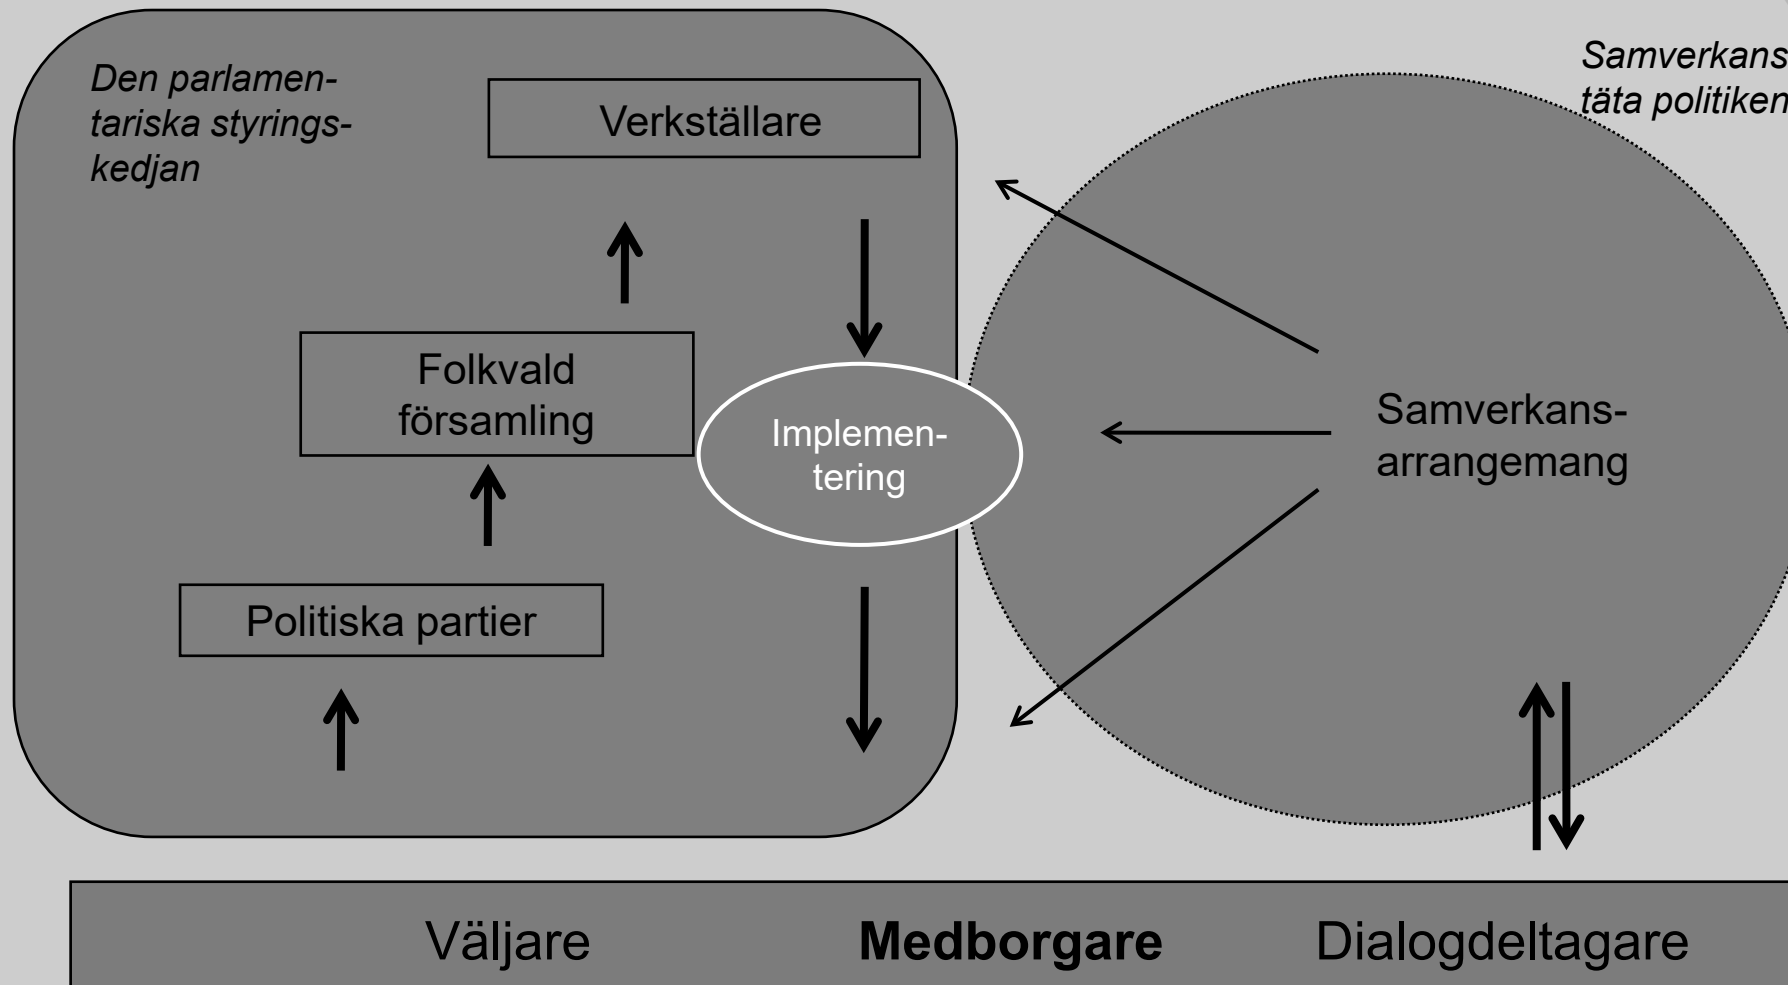 Den parlamen-
tariska styrings-
kedjan
Verkställare
Folkvald
församling
Politiska partier
Implemen-
tering
Samverkans
täta politiken
Samverkans-
arrangemang
Väljare
Medborgare
Dialogdeltagare